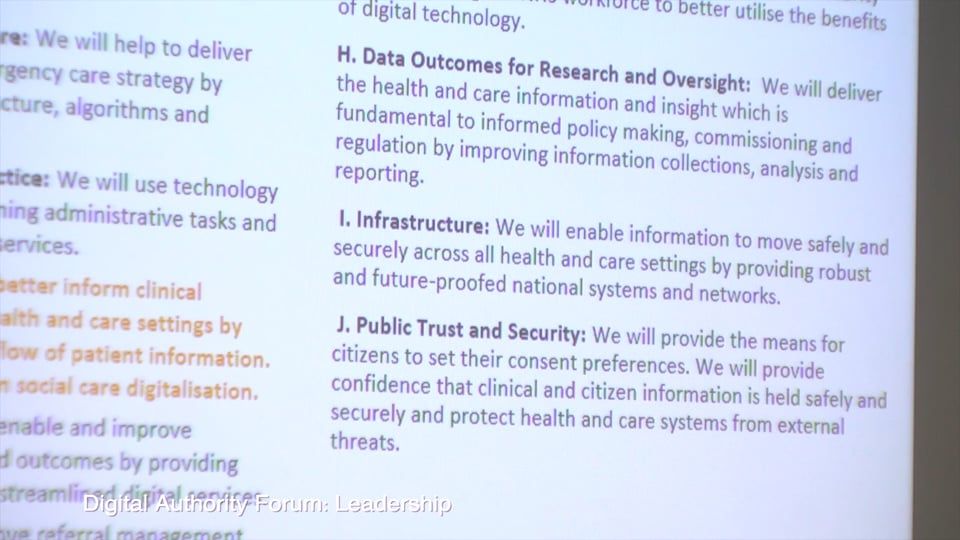 re: We will help to deliver
rgency care strategy by
cture, algorithms and
ctice: We will use technology
ning administrative tasks and
services.
better inform clinical
alth and care settings by
flow of patient information.
n social care digitalisation.
enable and improve
d outcomes by providing
streamlined digital services
ove referral management
workforce to better utilise the benefits
of digital technology.
H. Data Outcomes for Research and Oversight: We will deliver
the health and care information and insight which is
fundamental to informed policy making, commissioning and
regulation by improving information collections, analysis and
reporting.
I. Infrastructure: We will enable information to move safely and
securely across all health and care settings by providing robust
and future-proofed national systems and networks.
J. Public Trust and Security: We will provide the means for
citizens to set their consent preferences. We will provide
confidence that clinical and citizen information is held safely and
securely and protect health and care systems from external
threats.
Digital Authority Forum: Leadership